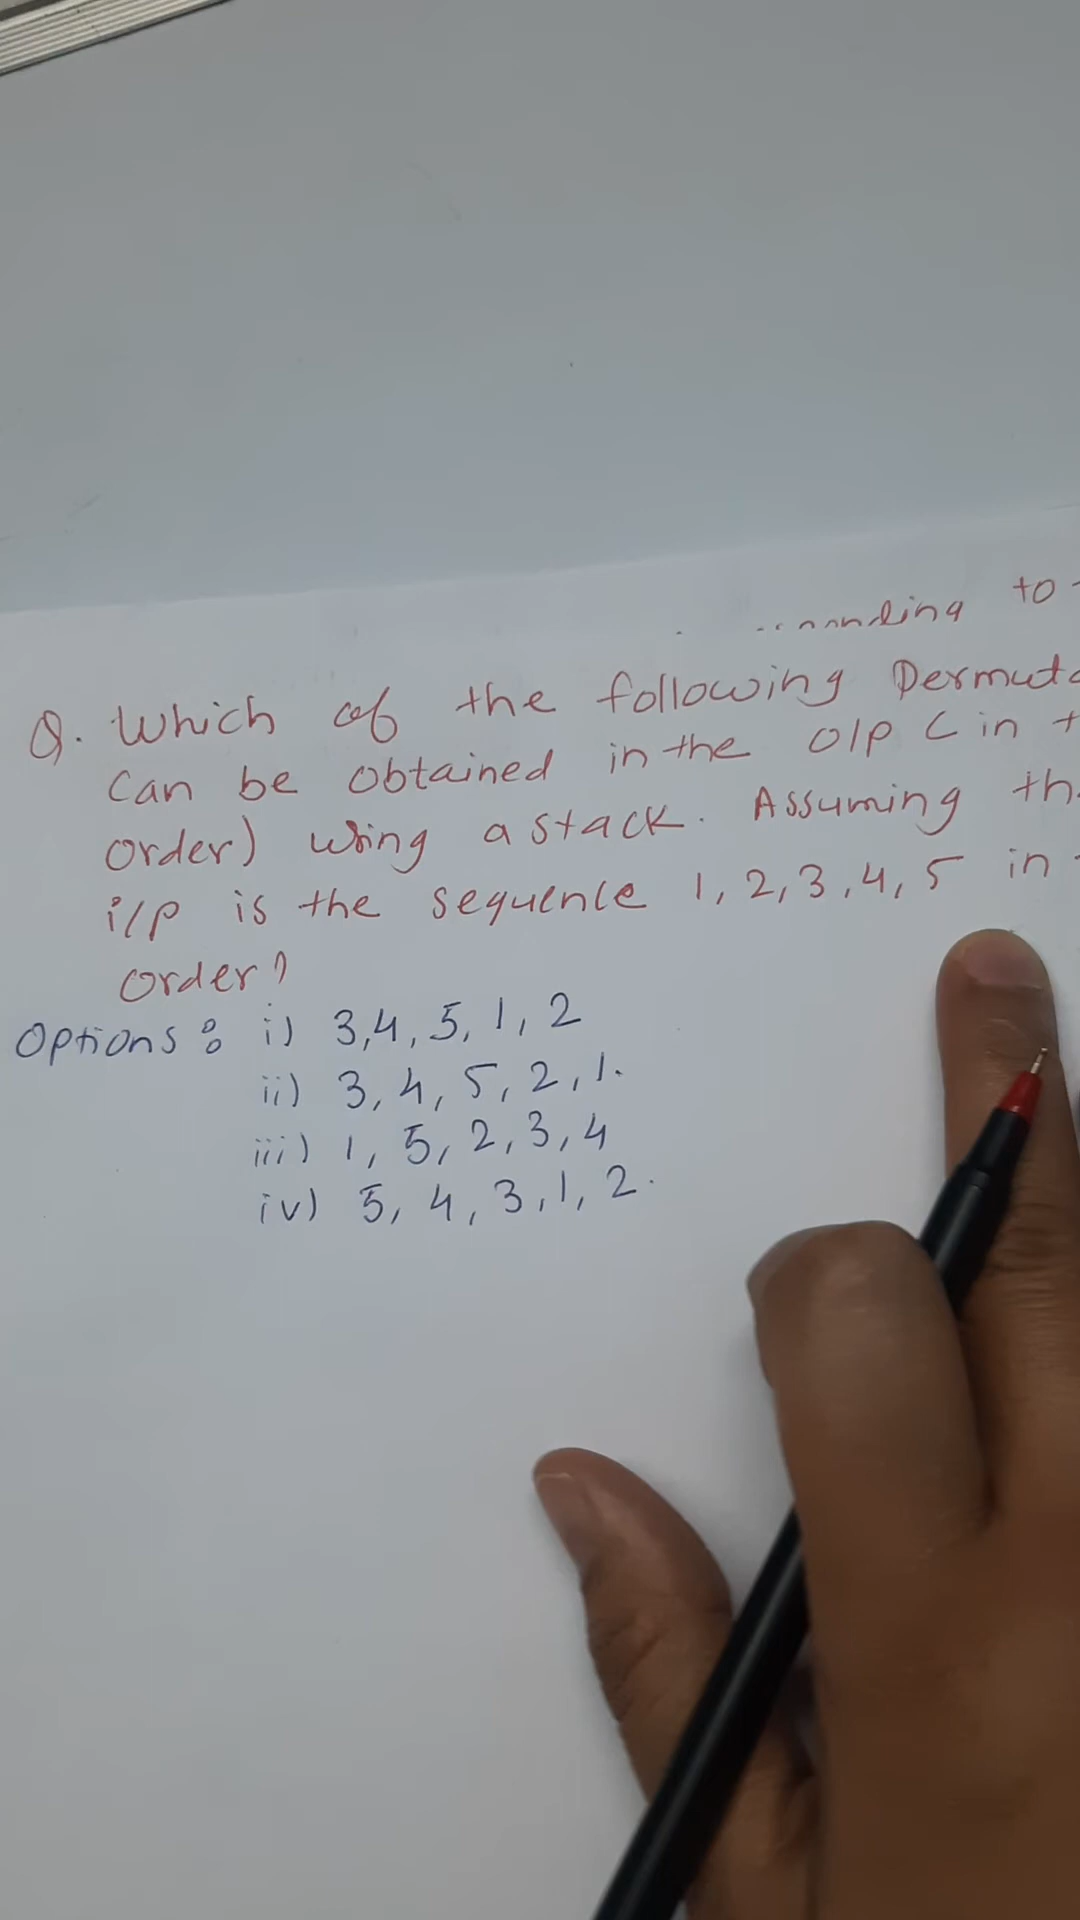 to
Q. Which of the following Permuta
Can be obtained in the O/P C in t
Order) using a stack. Assuming th
i/p is the sequence 1, 2, 3, 4, 5 in
Order?
Options : i) 3,4, 5, 1, 2
ii) 3, 4, 5, 2, 1.
iii) 1, 5, 2, 3, 4
iv) 5, 4, 3, 1, 2.